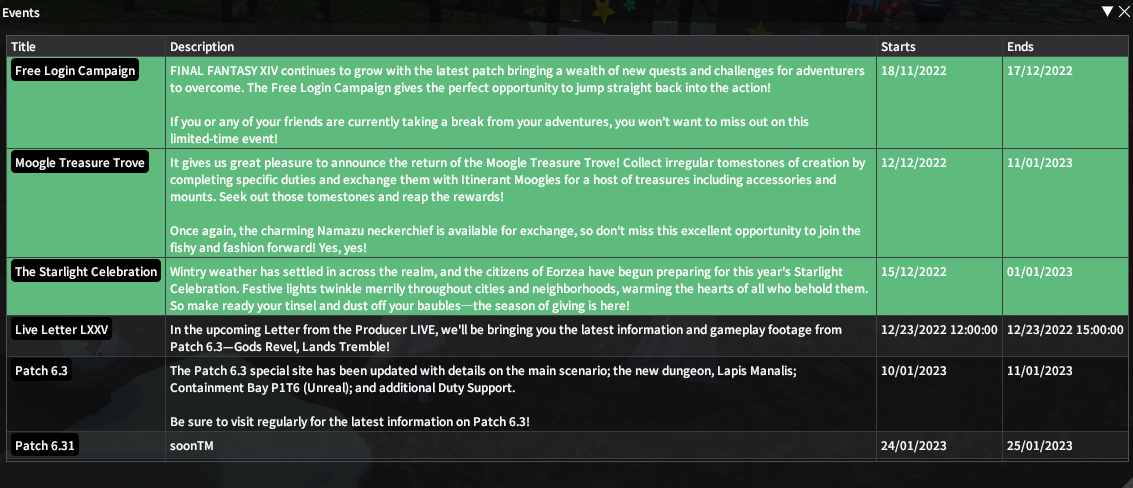 Events
Title Description Starts Ends
Free Login Campaign FINAL FANTASY XIV continues to grow with the latest patch bringing a wealth of new quests and challenges for adventurers 18/11/2022 17/12/2022
to overcome. The Free Login Campaign gives the perfect opportunity to jump straight back into the action!
If you or any of your friends are currently taking a break from your adventures, you won't want to miss out on this
limited-time event!
Moogle Treasure Trove It gives us great pleasure to announce the return of the Moogle Treasure Trove! Collect irregular tomestones of creation by 12/12/2022 11/01/2023
completing specific duties and exchange them with Itinerant Moogles for a host of treasures including accessories and
mounts. Seek out those tomestones and reap the rewards!
Once again, the charming Namazu neckerchief is available for exchange, so don't miss this excellent opportunity to join the
fishy and fashion forward! Yes, yes!
The Starlight Celebration Wintry weather has settled in across the realm, and the citizens of Eorzea have begun preparing for this year's Starlight 15/12/2022 01/01/2023
Celebration. Festive lights twinkle merrily throughout cities and neighborhoods, warming the hearts of all who behold them.
So make ready your tinsel and dust off your baubles─the season of giving is here!
Live Letter LXXV In the upcoming Letter from the Producer LIVE, we'll be bringing you the latest information and gameplay footage from 12/23/2022 12:00:00 12/23/2022 15:00:00
Patch 6.3—Gods Revel, Lands Tremble!
Patch 6.3 The Patch 6.3 special site has been updated with details on the main scenario; the new dungeon, Lapis Manalis; 10/01/2023 11/01/2023
Containment Bay P1T6 (Unreal); and additional Duty Support.
Be sure to visit regularly for the latest information on Patch 6.3!
Patch 6.31 soonTM 24/01/2023 25/01/2023